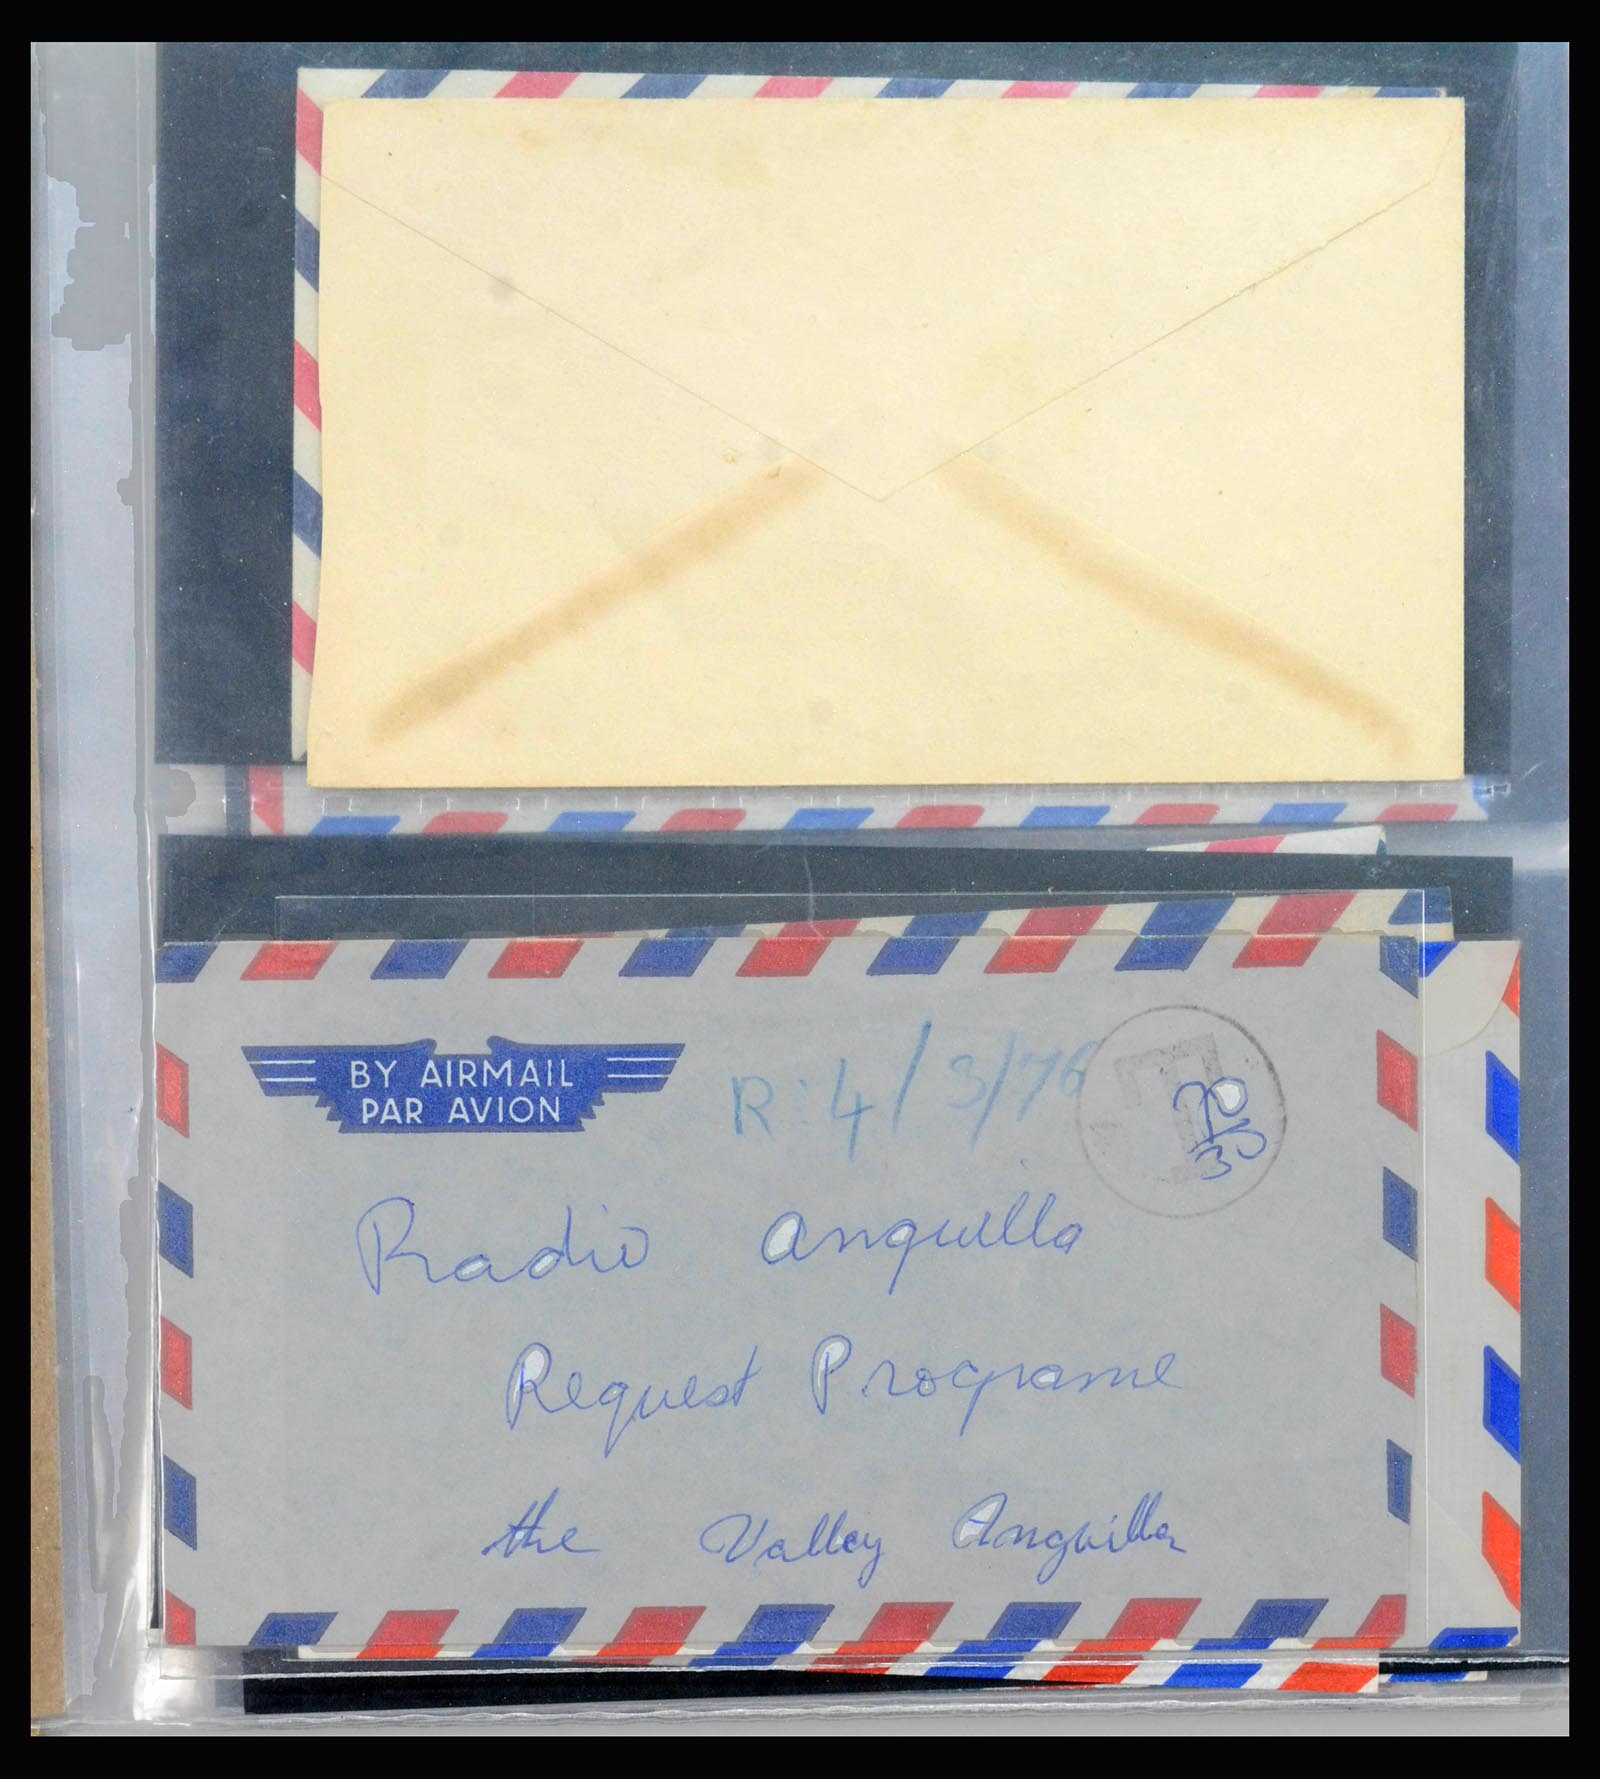 BY AIRMAIL
PAR AVION
R: 4/3/76
T
Radio Anguilla
Request Programe
the Valley Anguilla